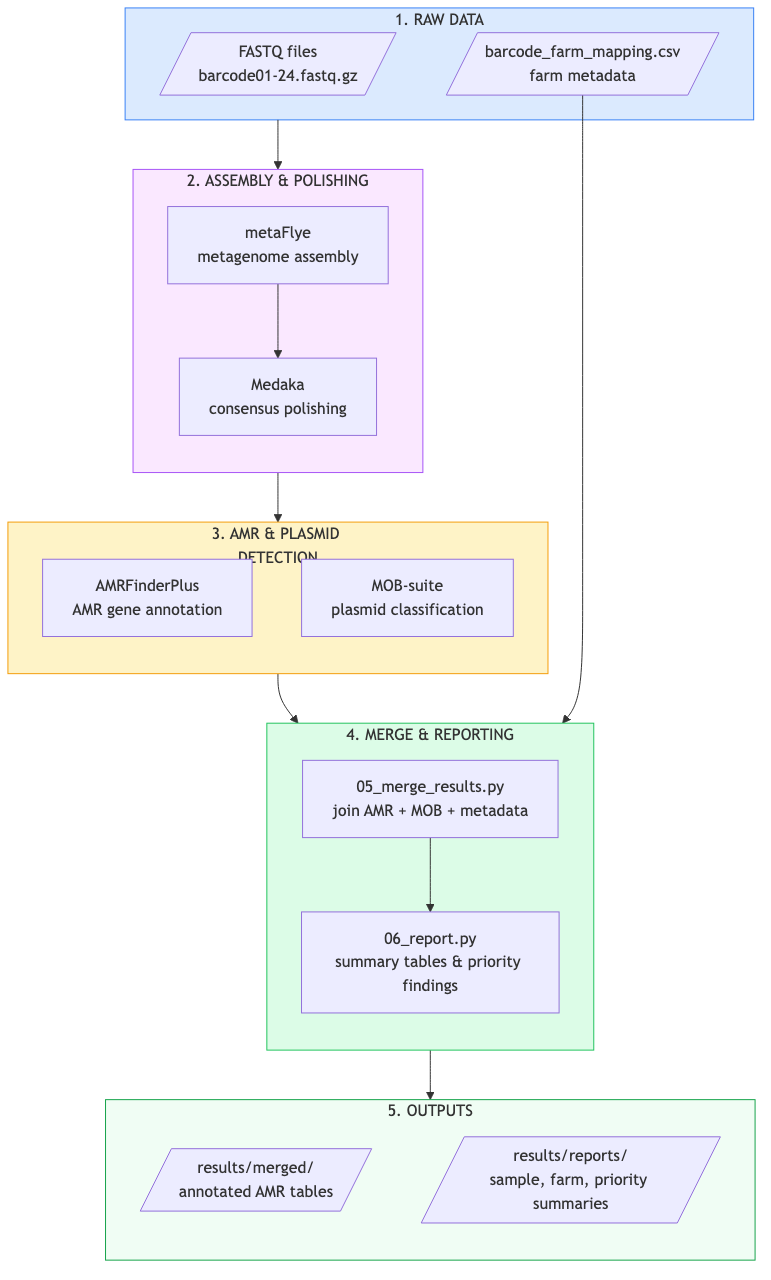 1. RAW DATA
FASTQ files
barcode01-24.fastq.gz
barcode_farm_mapping.csv
farm metadata
2. ASSEMBLY & POLISHING
metaFlye
metagenome assembly
Medaka
consensus polishing
3. AMR & PLASMID
DETECTION
AMRFinderPlus
AMR gene annotation
MOB-suite
plasmid classification
4. MERGE & REPORTING
05_merge_results.py
join AMR + MOB + metadata
06_report.py
summary tables & priority
findings
5. OUTPUTS
results/merged/
annotated AMR tables
results/reports/
sample, farm, priority
summaries